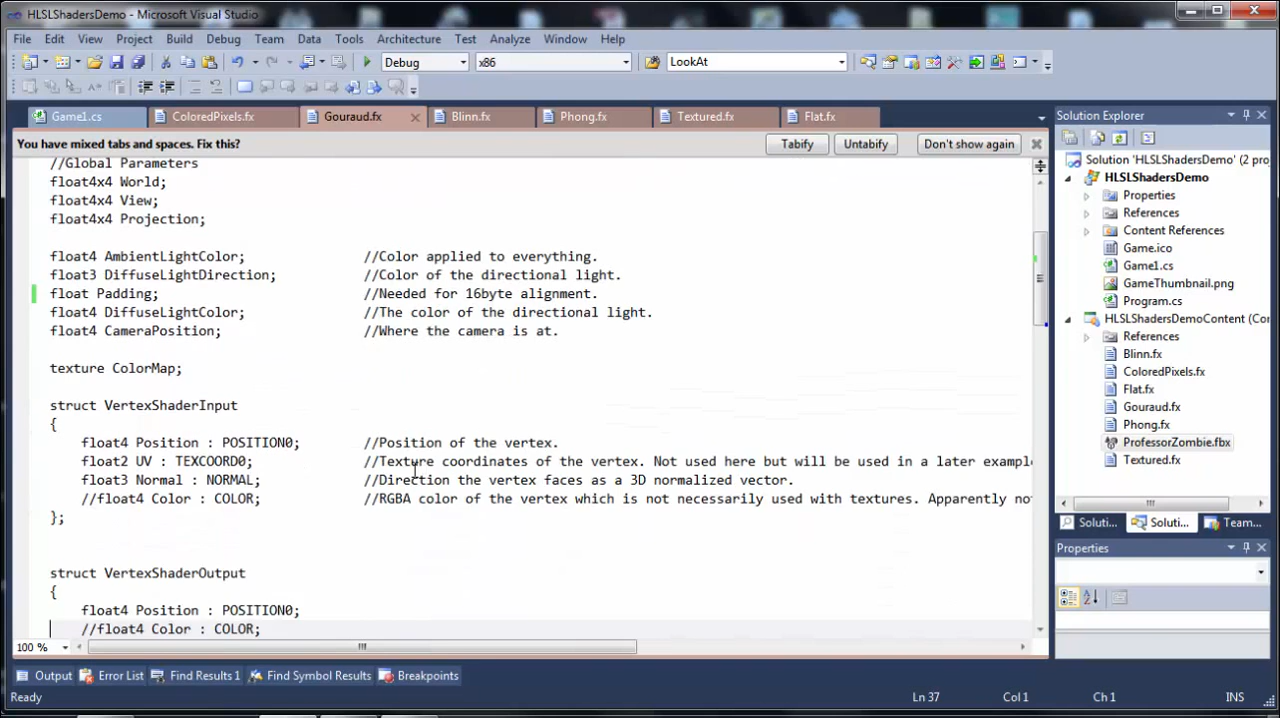 HLSLShadersDemo - Microsoft Visual Studio
File Edit View Project Build Debug Team Data Tools Architecture Test Analyze Window Help
Debug x86 LookAt
Game1.cs ColoredPixels.fx Gouraud.fx Blinn.fx Phong.fx Textured.fx Flat.fx
You have mixed tabs and spaces. Fix this? Tabify Untabify Don't show again
//Global Parameters
float4x4 World;
float4x4 View;
float4x4 Projection;
float4 AmbientLightColor; //Color applied to everything.
float3 DiffuseLightDirection; //Color of the directional light.
float Padding; //Needed for 16byte alignment.
float4 DiffuseLightColor; //The color of the directional light.
float4 CameraPosition; //Where the camera is at.
texture ColorMap;
struct VertexShaderInput
{
float4 Position : POSITION0; //Position of the vertex.
float2 UV : TEXCOORD0; //Texture coordinates of the vertex. Not used here but will be used in a later example
float3 Normal : NORMAL; //Direction the vertex faces as a 3D normalized vector.
//float4 Color : COLOR; //RGBA color of the vertex which is not necessarily used with textures. Apparently no
};
struct VertexShaderOutput
{
float4 Position : POSITION0;
//float4 Color : COLOR;
100 %
Solution Explorer
Solution 'HLSLShadersDemo' (2 pro
HLSLShadersDemo
Properties
References
Content References
Game.ico
Game1.cs
GameThumbnail.png
Program.cs
HLSLShadersDemoContent (Co
References
Blinn.fx
ColoredPixels.fx
Flat.fx
Gouraud.fx
Phong.fx
ProfessorZombie.fbx
Textured.fx
Soluti... Soluti... Team...
Properties
Output Error List Find Results 1 Find Symbol Results Breakpoints
Ready Ln 37 Col 1 Ch 1 INS